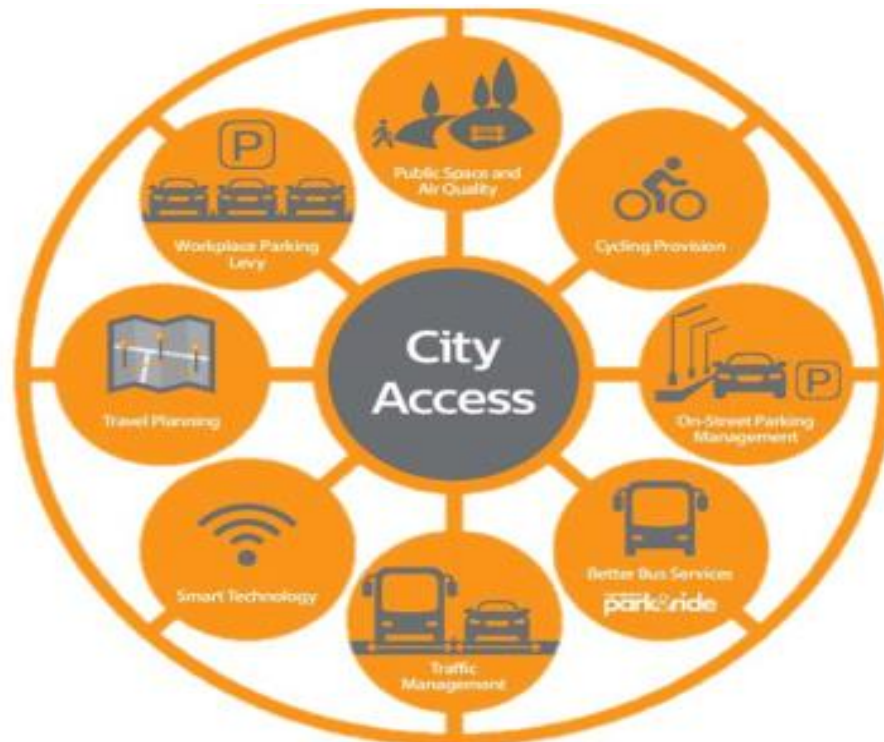 Public Space and
Air Quality
P
Workplace Parking
Levy
Cycling Provision
City
Access
Travel Planning
P
On-Street Parking
Management
Smart Technology
Better Bus Services
park&ride
Traffic
Management